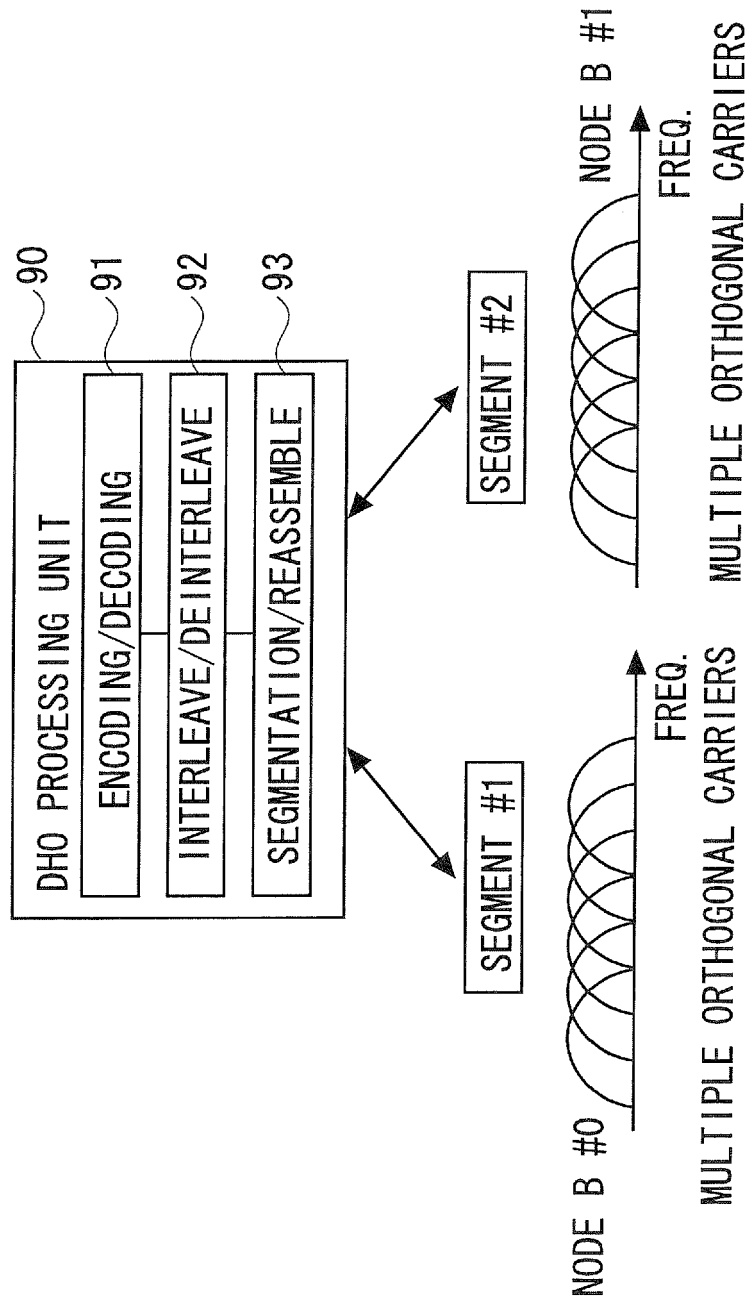 DHO PROCESSING UNIT
90
ENCODING/DECODING
91
INTERLEAVE/DEINTERLEAVE
92
SEGMENTATION/REASSEMBLE
93
SEGMENT #1
SEGMENT #2
NODE B #0
NODE B #1
FREQ.
FREQ.
MULTIPLE ORTHOGONAL CARRIERS
MULTIPLE ORTHOGONAL CARRIERS